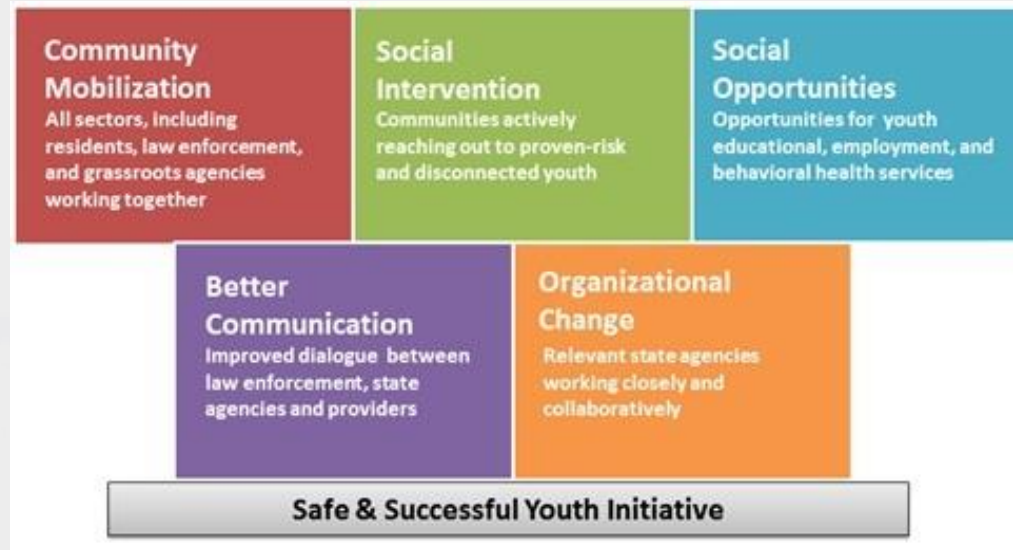 Community
Mobilization
All sectors, including
residents, law enforcement,
and grassroots agencies
working together
Social
Intervention
Communities actively
reaching out to proven-risk
and disconnected youth
Social
Opportunities
Opportunities for youth
educational, employment, and
behavioral health services
Better
Communication
Improved dialogue between
law enforcement, state
agencies and providers
Organizational
Change
Relevant state agencies
working closely and
collaboratively
Safe & Successful Youth Initiative